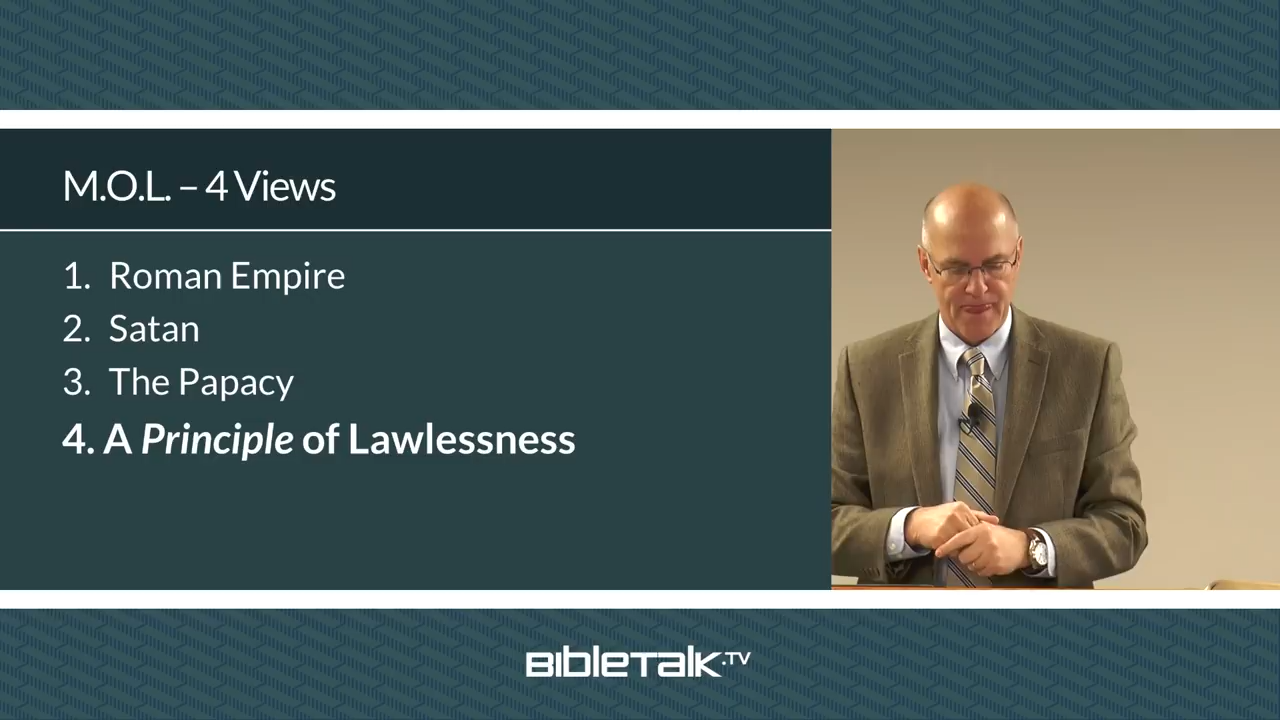 M.O.L. – 4 Views
1. Roman Empire
2. Satan
3. The Papacy
4. A Principle of Lawlessness
BIBLETALK.TV